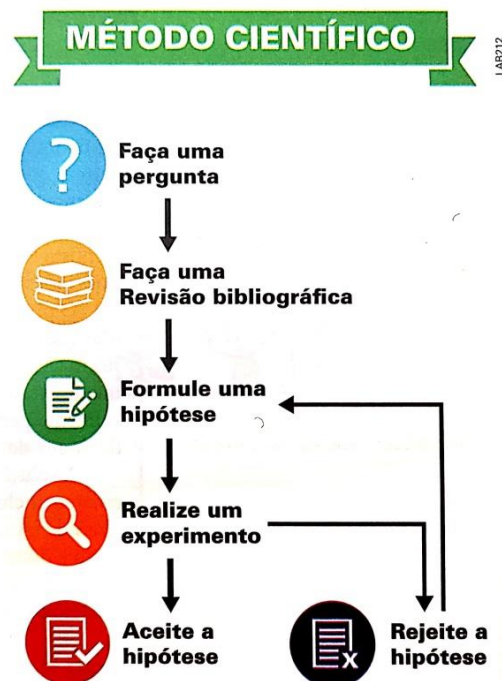 MÉTODO CIENTÍFICO
LAB212
?
Faça uma
pergunta
Faça uma
Revisão bibliográfica
Formule uma
hipótese
Realize um
experimento
Aceite a
hipótese
Rejeite a
hipótese
X